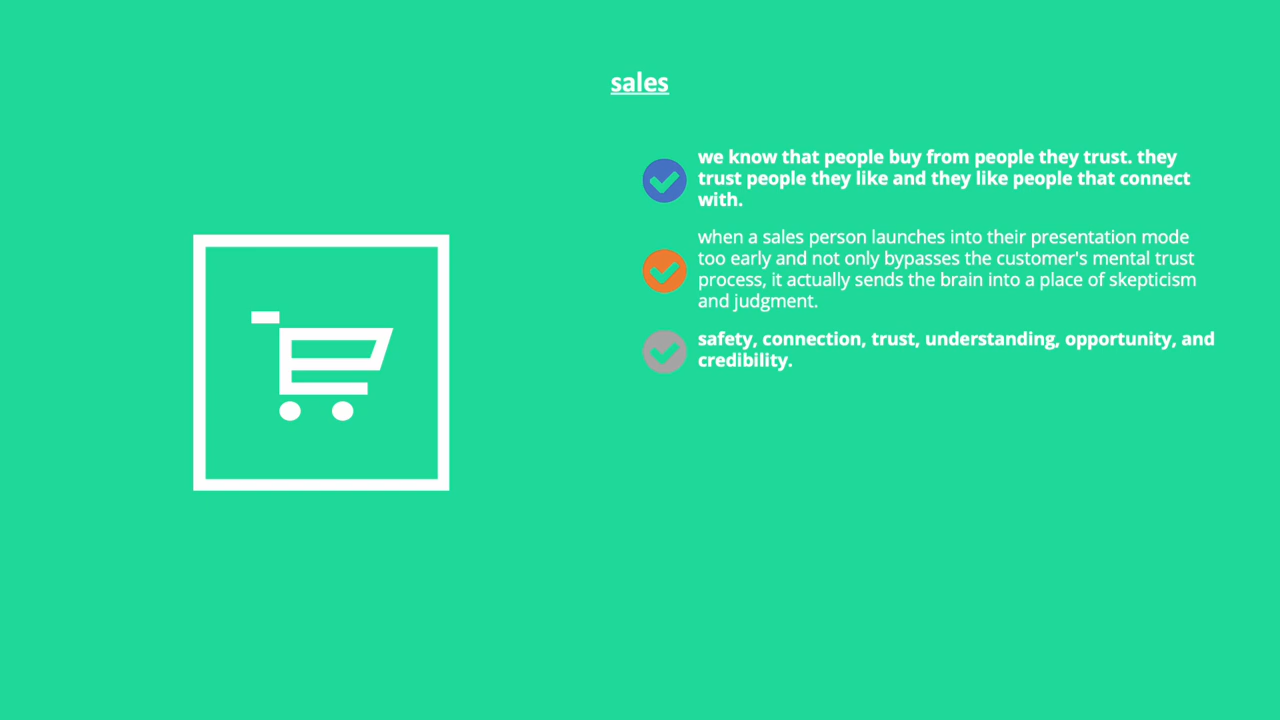 sales
we know that people buy from people they trust. they
trust people they like and they like people that connect
with.
when a sales person launches into their presentation mode
too early and not only bypasses the customer's mental trust
process, it actually sends the brain into a place of skepticism
and judgment.
safety, connection, trust, understanding, opportunity, and
credibility.